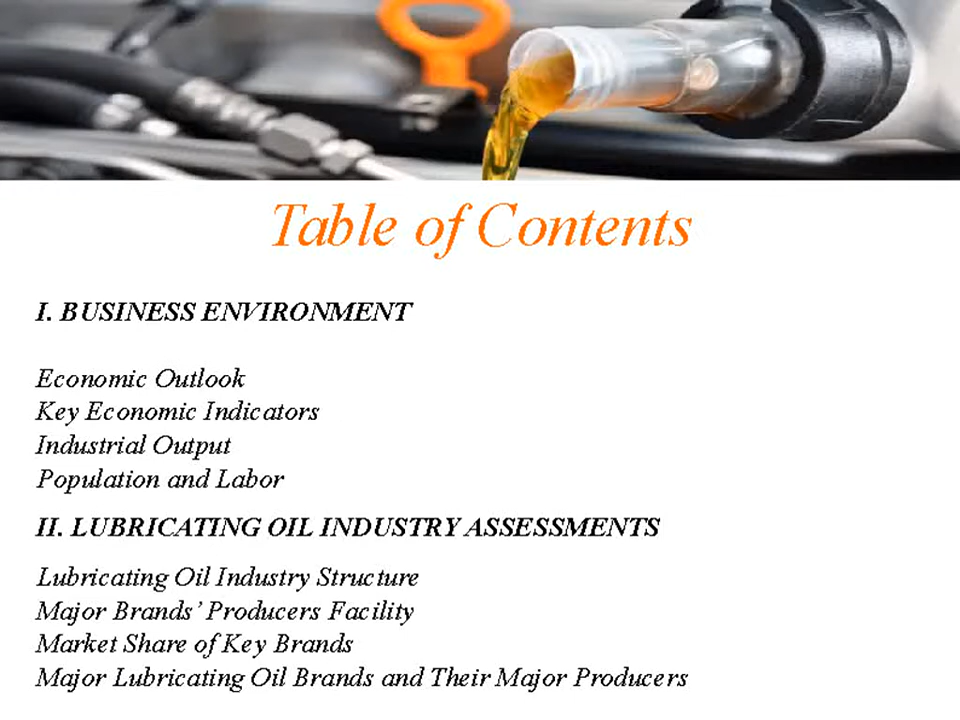 Table of Contents
I. BUSINESS ENVIRONMENT
Economic Outlook
Key Economic Indicators
Industrial Output
Population and Labor
II. LUBRICATING OIL INDUSTRY ASSESSMENTS
Lubricating Oil Industry Structure
Major Brands’ Producers Facility
Market Share of Key Brands
Major Lubricating Oil Brands and Their Major Producers